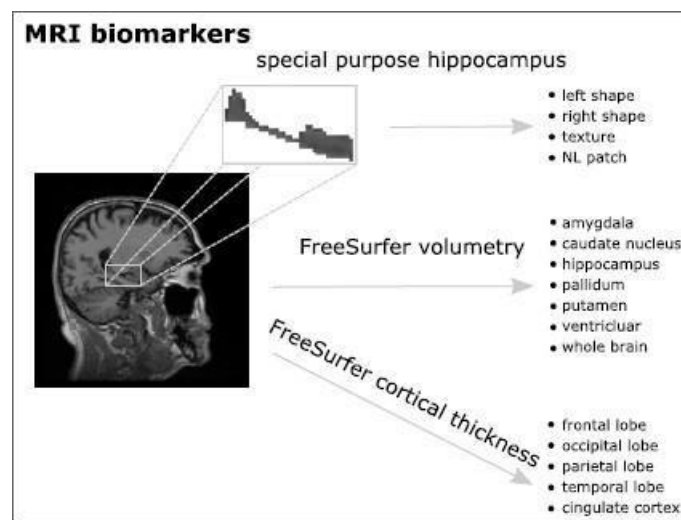 MRI biomarkers
special purpose hippocampus
• left shape
• right shape
• texture
• NL patch
FreeSurfer volumetry
• amygdala
• caudate nucleus
• hippocampus
• pallidum
• putamen
• ventricluar
• whole brain
FreeSurfer cortical thickness
• frontal lobe
• occipital lobe
• parietal lobe
• temporal lobe
• cingulate cortex